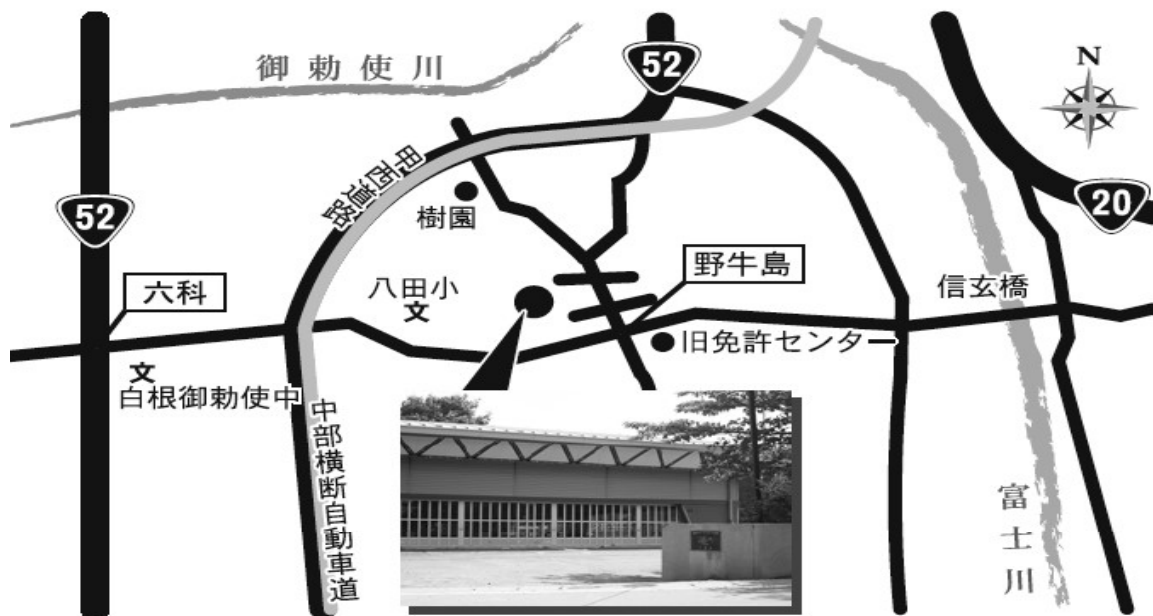 御勅使川
52
N
52
20
甲西道路
樹園
六科
八田小
文
野牛島
信玄橋
旧免許センター
文
白根御勅使中
中部横断自動車道
富士川